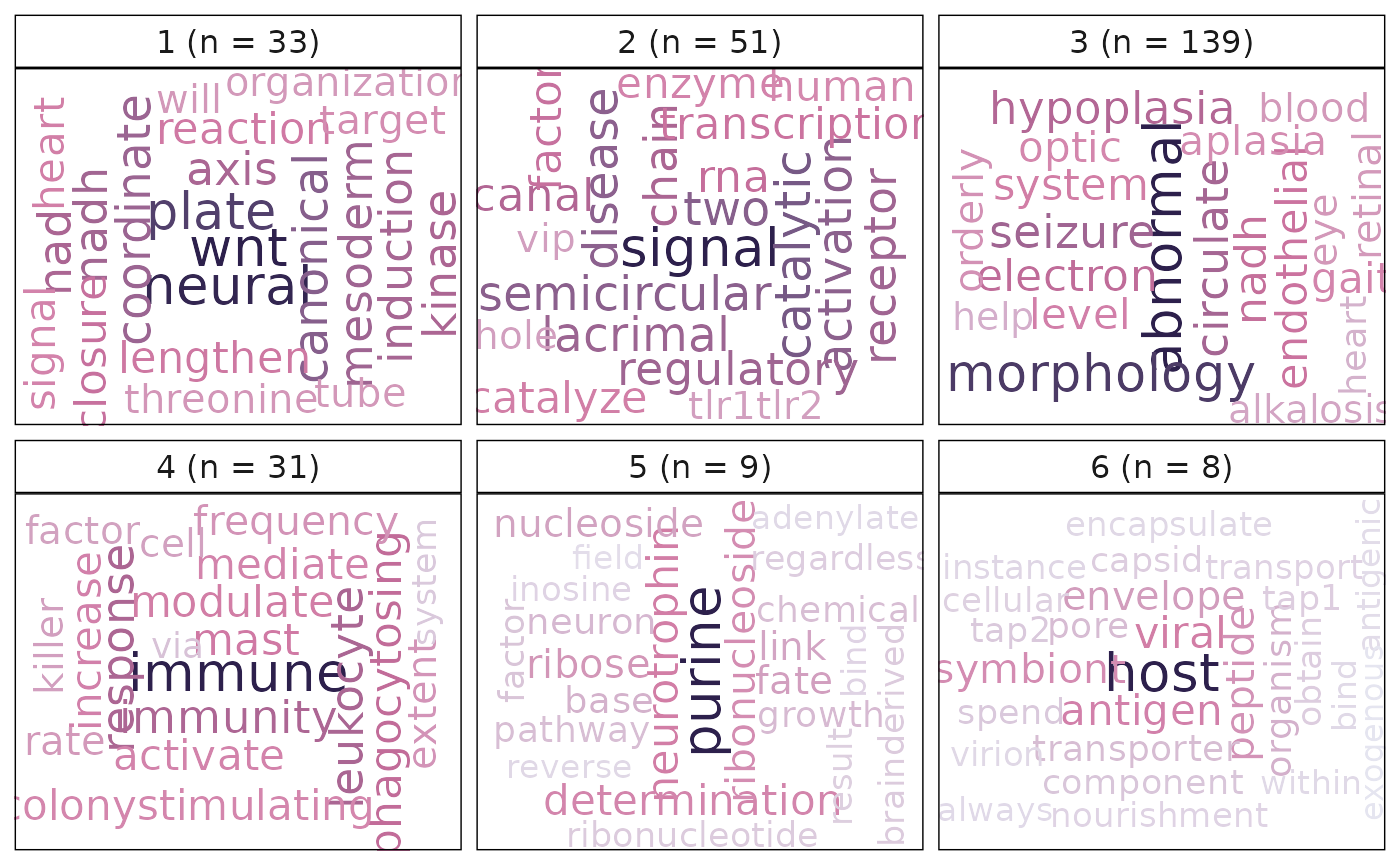 1 (n = 33)
organization
will
heart
coordinate
reaction
target
axis
nadh
nad
plate
canonical
mesoderm
induction
wnt
kinase
neural
signal
closure
lengthen
threonine
tube
2 (n = 51)
factor
enzyme
human
disease
chain
transcription
rna
canal
two
catalytic
activation
receptor
vip
signal
semicircular
hole
lacrimal
regulatory
catalyze
tlr1tlr2
3 (n = 139)
hypoplasia
blood
optic
aplasia
orderly
system
abnormal
circulate
endothelial
retinal
eye
seizure
electron
nadh
gait
help
level
heart
morphology
alkalosis
4 (n = 31)
factor
frequency
cell
system
increase
response
mediate
phagocytosing
killer
modulate
leukocyte
via
mast
immune
extent
immunity
rate
activate
colonystimulating
5 (n = 9)
nucleoside
adenylate
field
neurotrophin
ribonucleoside
regardless
inosine
factor
purine
neuron
chemical
link
bind
ribose
fate
base
growth
pathway
brainderived
result
reverse
determination
ribonucleotide
6 (n = 8)
encapsulate
antigenic
instance
capsid
transport
cellular
envelope
tap1
tap2
pore
viral
peptide
organism
obtain
symbiont
host
bind
exodenous
spend
antigen
virion
transporter
component
within
always
nourishment